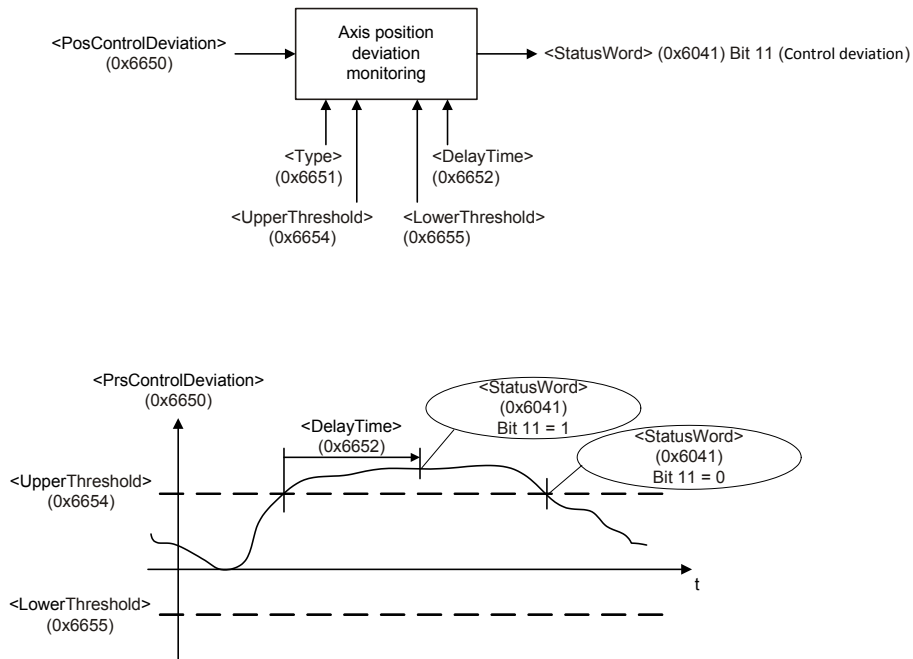 <PosControlDeviation>
(0x6650)
Axis position
deviation
monitoring
<StatusWord> (0x6041) Bit 11 (Control deviation)
<Type>
(0x6651)
<DelayTime>
(0x6652)
<UpperThreshold>
(0x6654)
<LowerThreshold>
(0x6655)
<PrsControlDeviation>
(0x6650)
<DelayTime>
(0x6652)
<StatusWord>
(0x6041)
Bit 11 = 1
<StatusWord>
(0x6041)
Bit 11 = 0
<UpperThreshold>
(0x6654)
t
<LowerThreshold>
(0x6655)